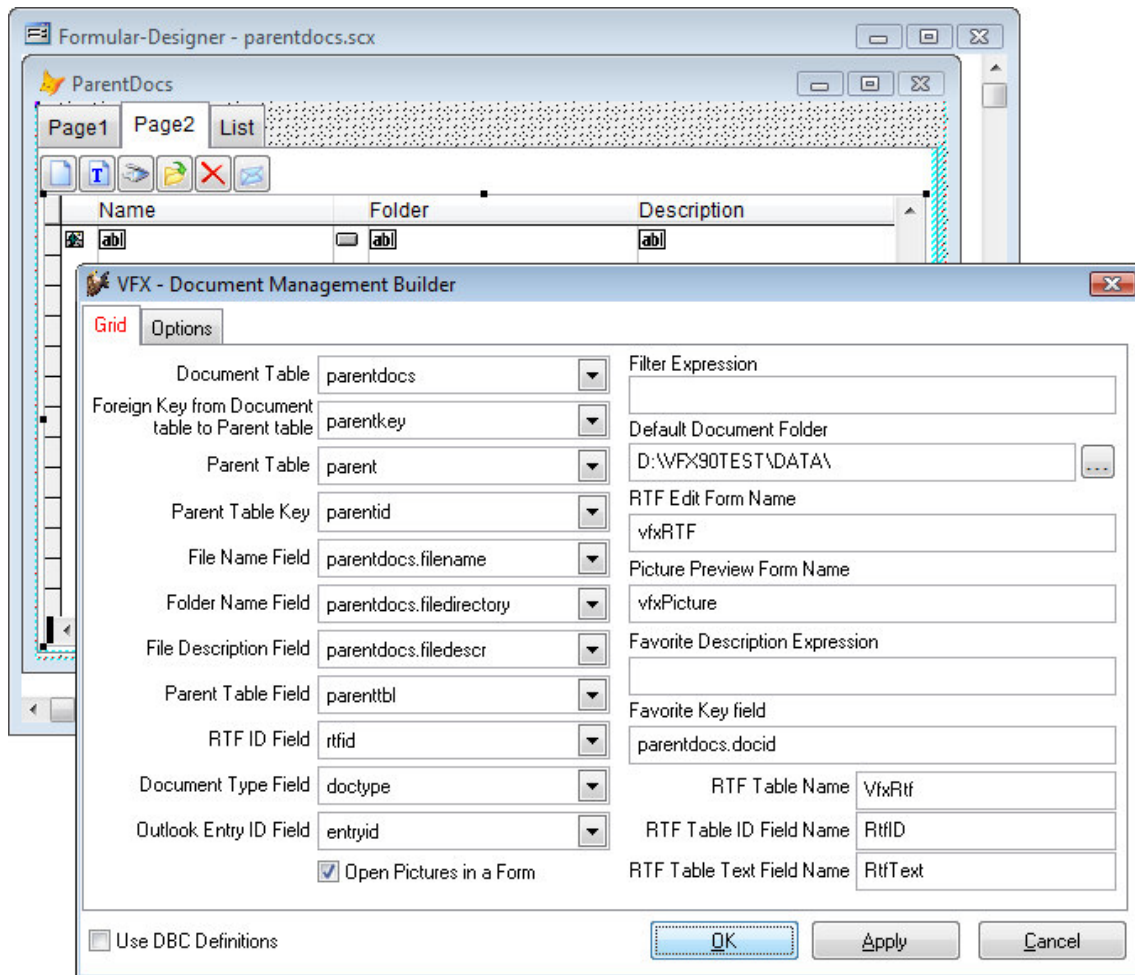 Formular-Designer - parentdocs.scx
ParentDocs
Page1 Page2 List
T
Name Folder Description
abl abl abl
VFX - Document Management Builder
Grid Options
Document Table parentdocs
Foreign Key from Document
table to Parent table parentkey
Parent Table parent
Parent Table Key parentid
File Name Field parentdocs.filename
Folder Name Field parentdocs.filedirectory
File Description Field parentdocs.filedescr
Parent Table Field parenttbl
RTF ID Field rtfid
Document Type Field doctype
Outlook Entry ID Field entryid
Open Pictures in a Form
Filter Expression
Default Document Folder
D:\VFX90TEST\DATA\ ...
RTF Edit Form Name
vfxRTF
Picture Preview Form Name
vfxPicture
Favorite Description Expression
Favorite Key field
parentdocs.docid
RTF Table Name VfxRtf
RTF Table ID Field Name RtfID
RTF Table Text Field Name RtfText
Use DBC Definitions
OK Apply Cancel